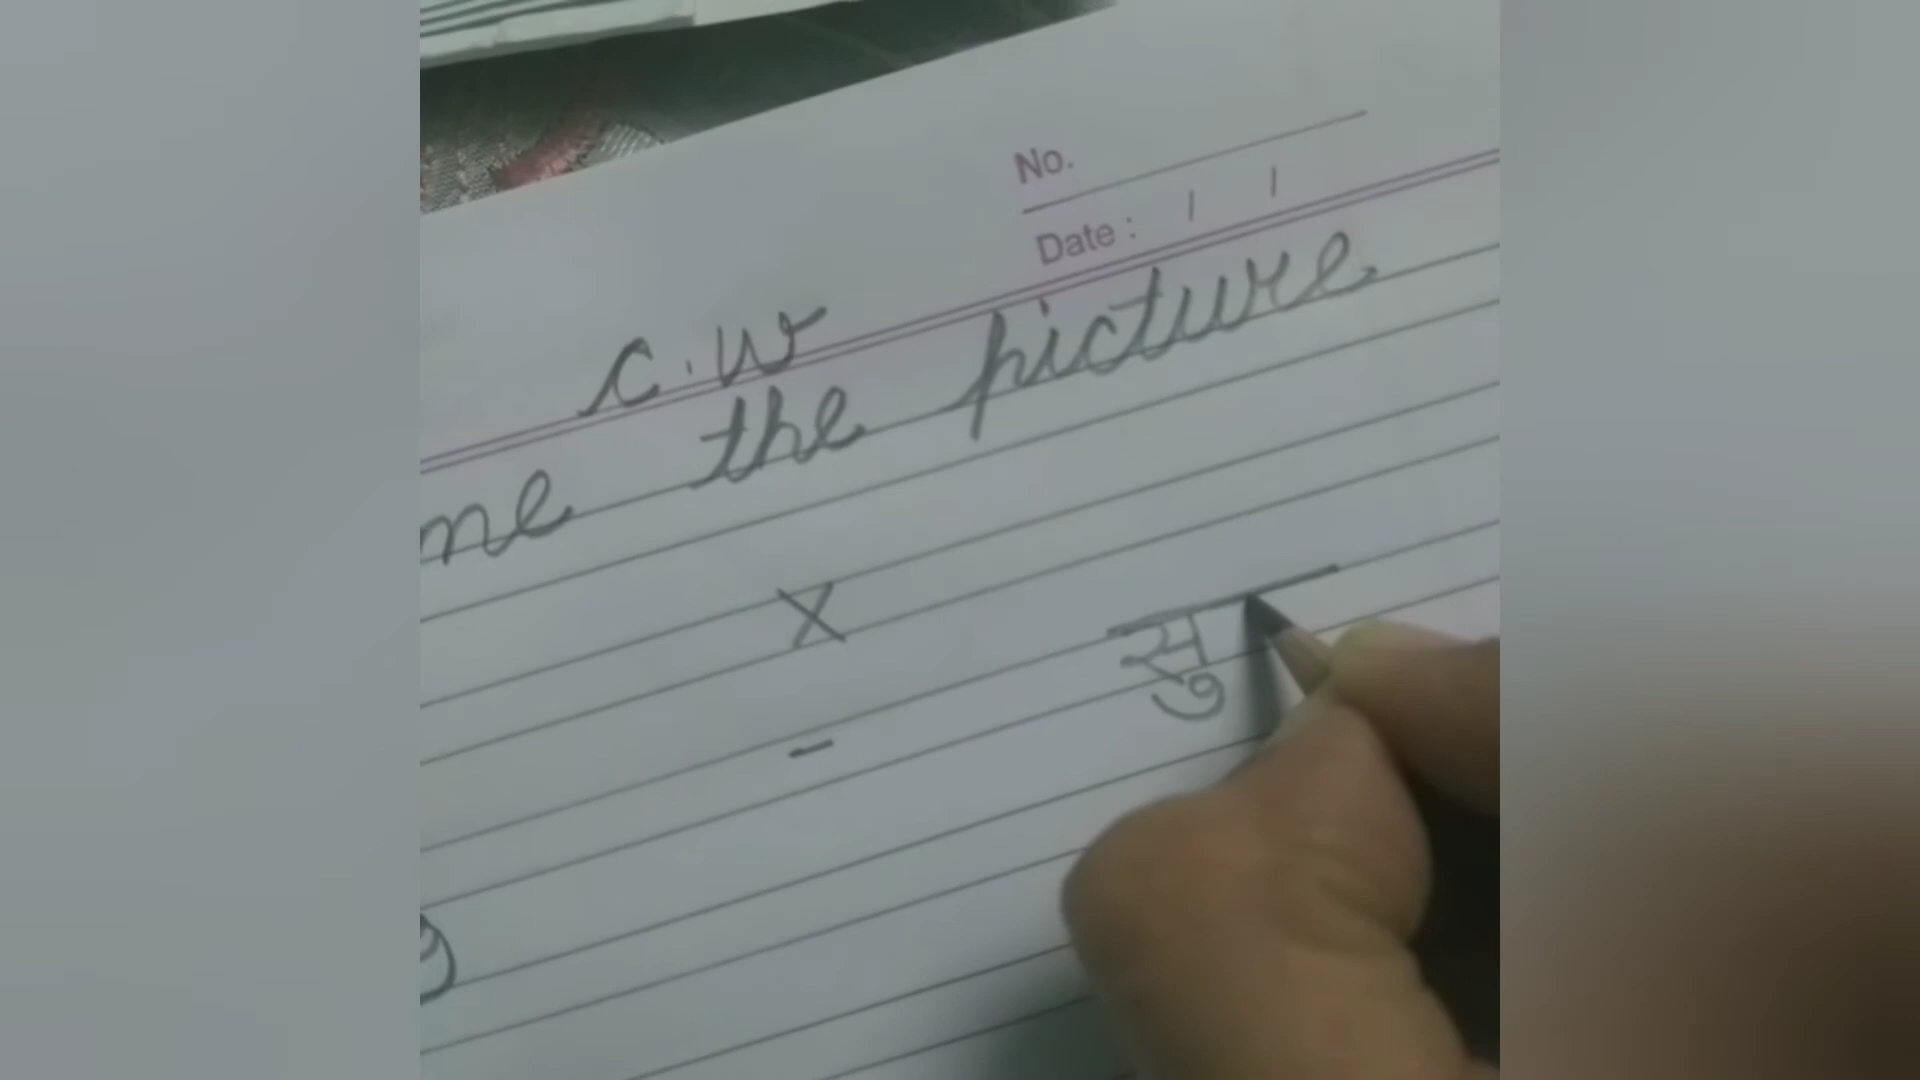 No.
Date : / /
C.W
me the picture
X
- सु